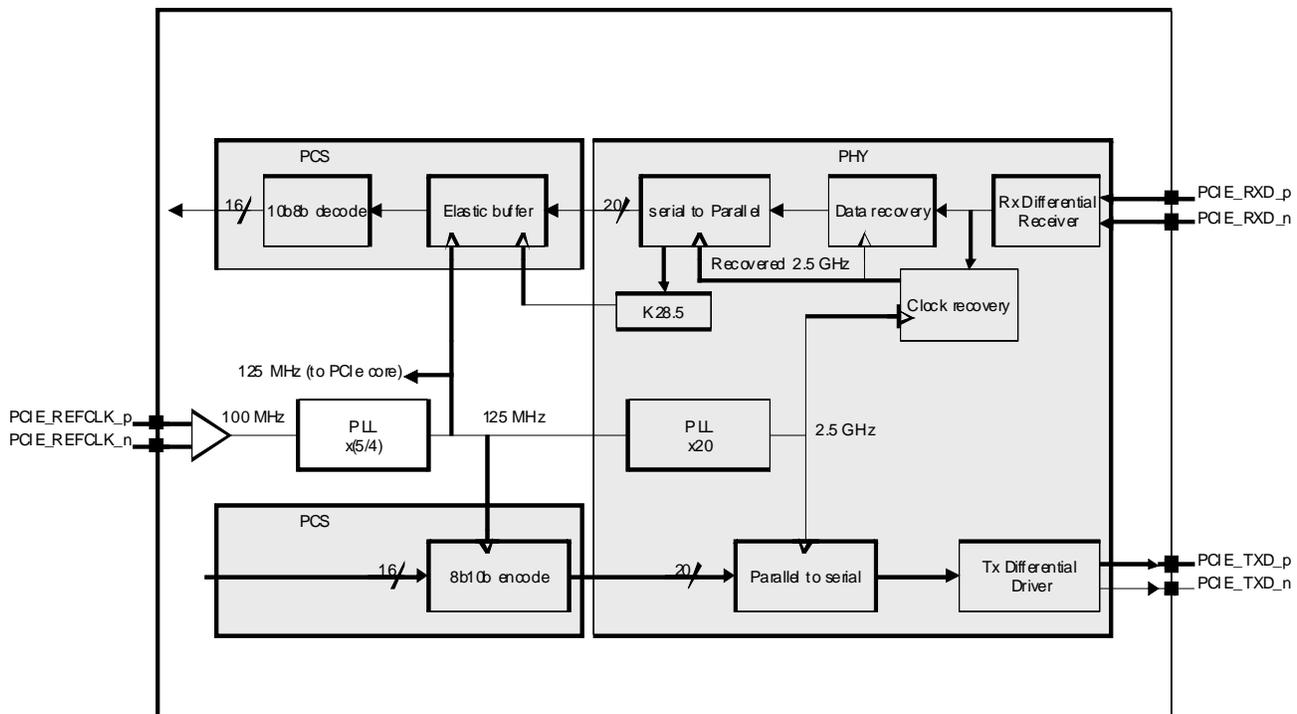 PCS
PHY
16
10b8b decode
Elastic buffer
20
serial to Parallel
Data recovery
Rx Differential
Receiver
PCIE_RXD_p
PCIE_RXD_n
Recovered 2.5 GHz
K28.5
Clock recovery
125 MHz (to PCIe core)
PCIE_REFCLK_p
PCIE_REFCLK_n
100 MHz
PLL
x(5/4)
125 MHz
PLL
x20
2.5 GHz
PCS
16
8b10b encode
20
Parallel to serial
Tx Differential
Driver
PCIE_TXD_p
PCIE_TXD_n